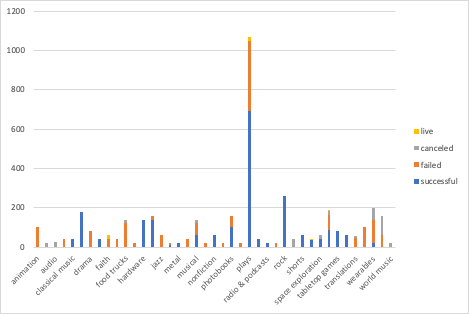 1200
1000
800
600
400
200
0
animation
audio
classical music
drama
faith
food trucks
hardware
jazz
metal
musical
nonfiction
photobooks
plays
radio & podcasts
rock
shorts
space exploration
tabletop games
translations
wearables
world music
live
canceled
failed
successful